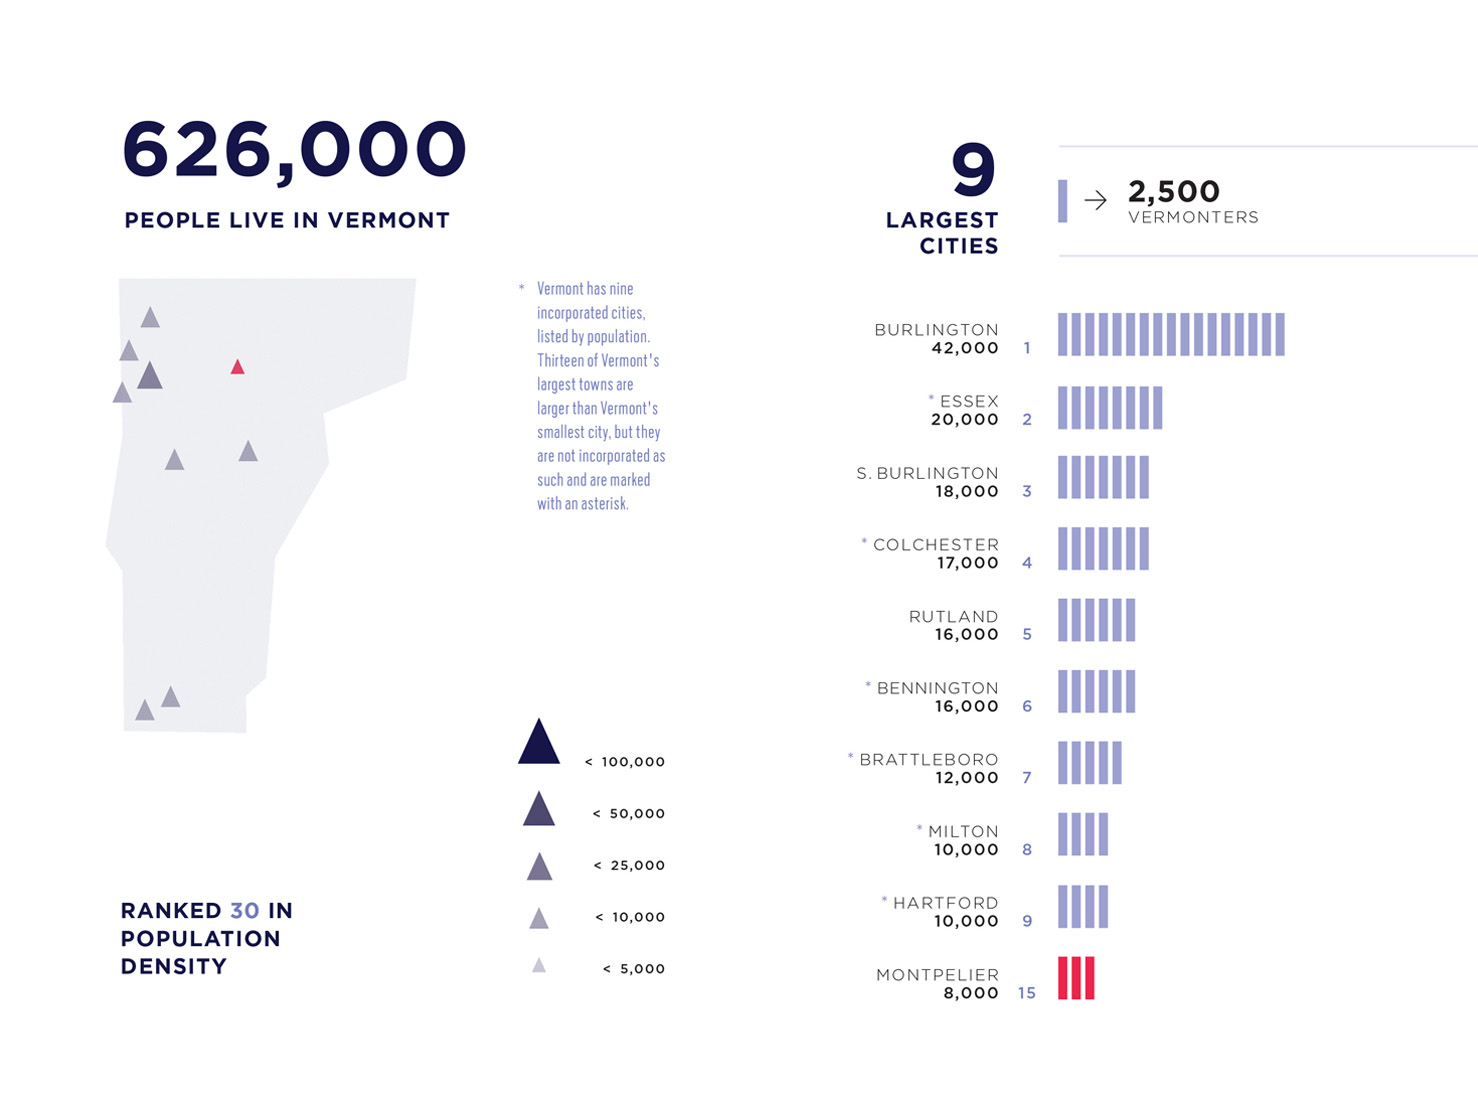 626,000
PEOPLE LIVE IN VERMONT
* Vermont has nine
incorporated cities,
listed by population.
Thirteen of Vermont's
largest towns are
larger than Vermont's
smallest city, but they
are not incorporated as
such and are marked
with an asterisk.
< 100,000
< 50,000
< 25,000
< 10,000
< 5,000
RANKED 30 IN
POPULATION
DENSITY
9
LARGEST
CITIES
→ 2,500
VERMONTERS
BURLINGTON
42,000 1
* ESSEX
20,000 2
S. BURLINGTON
18,000 3
* COLCHESTER
17,000 4
RUTLAND
16,000 5
* BENNINGTON
16,000 6
* BRATTLEBORO
12,000 7
* MILTON
10,000 8
* HARTFORD
10,000 9
MONTPELIER
8,000 15